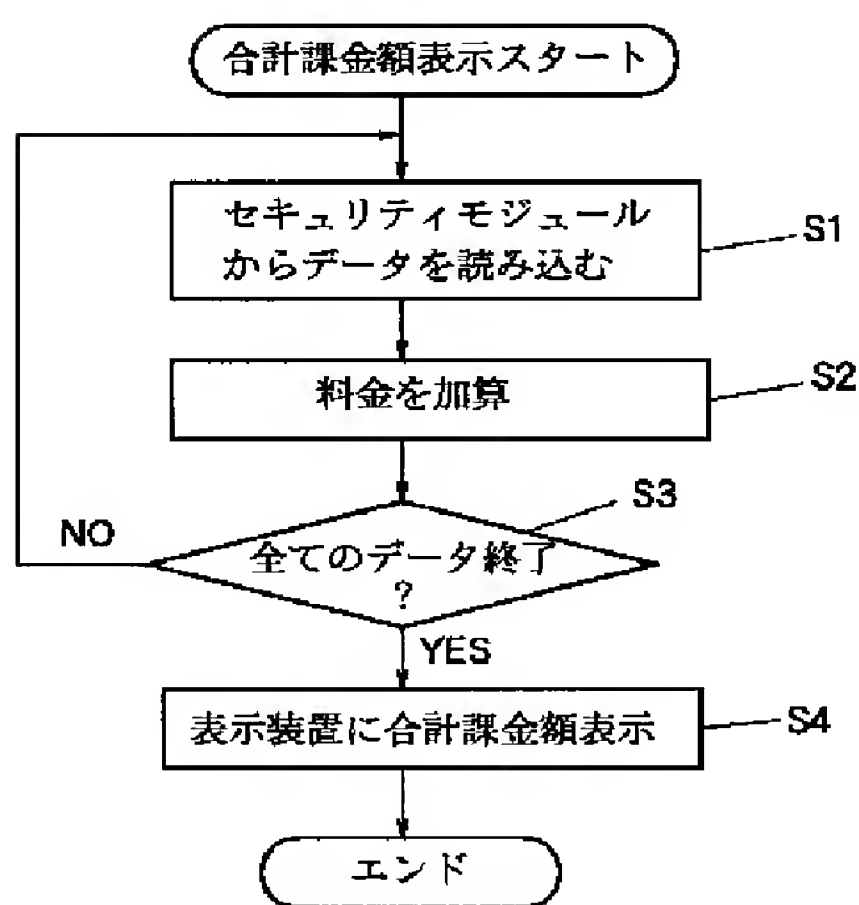 合計課金額表示スタート
セキュリティモジュール
からデータを読み込む
S1
料金を加算
S2
S3
NO
全てのデータ終了
?
YES
表示装置に合計課金額表示
S4
エンド